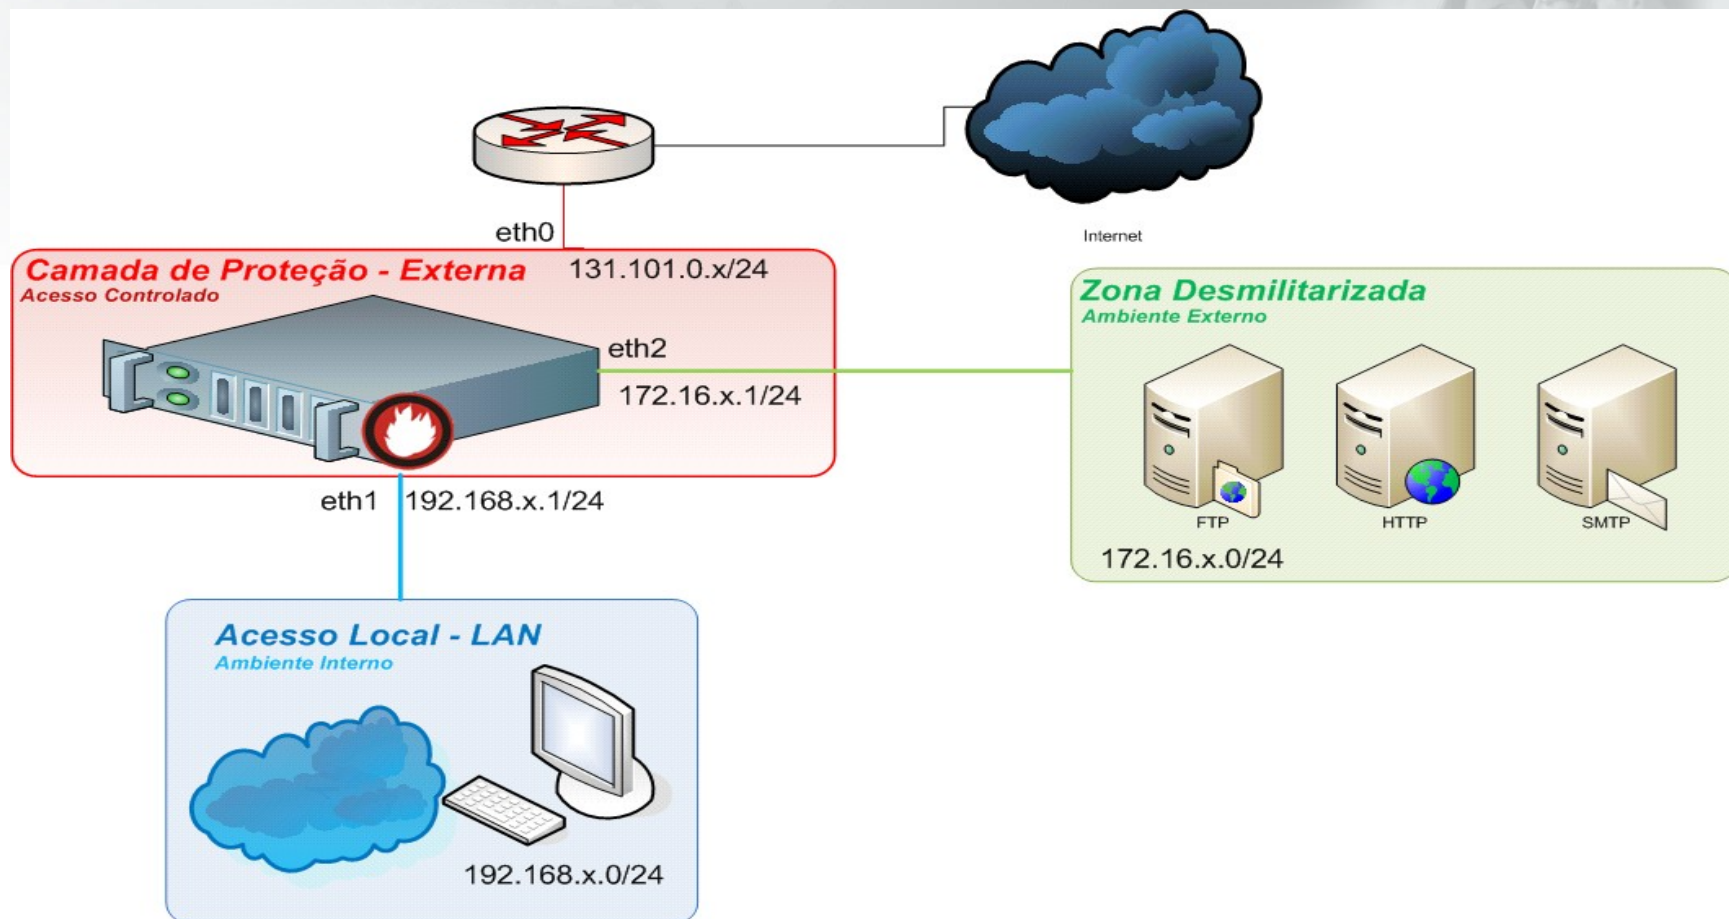 eth0
Internet
Camada de Proteção - Externa
131.101.0.x/24
Acesso Controlado
eth2
172.16.x.1/24
Zona Desmilitarizada
Ambiente Externo
FTP
HTTP
SMTP
172.16.x.0/24
eth1
192.168.x.1/24
Acesso Local - LAN
Ambiente Interno
192.168.x.0/24